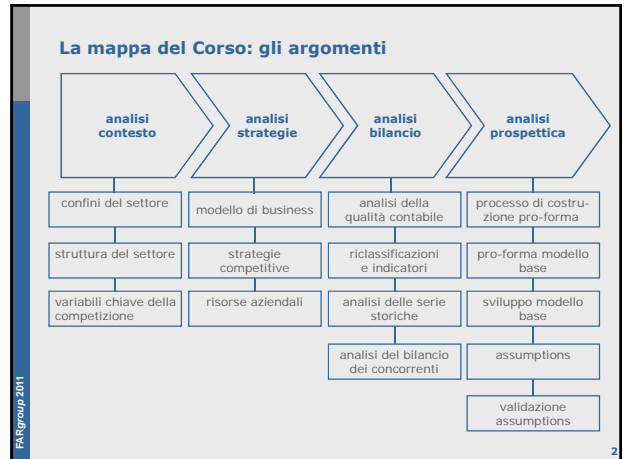 La mappa del Corso: gli argomenti
analisi
contesto
analisi
strategie
analisi
bilancio
analisi
prospettica
confini del settore
struttura del settore
variabili chiave della
competizione
modello di business
strategie
competitive
risorse aziendali
analisi della
qualità contabile
riclassificazioni
e indicatori
analisi delle serie
storiche
analisi del bilancio
dei concorrenti
processo di costru-
zione pro-forma
pro-forma modello
base
sviluppo modello
base
assumptions
validazione
assumptions
FARgroup 2011
2